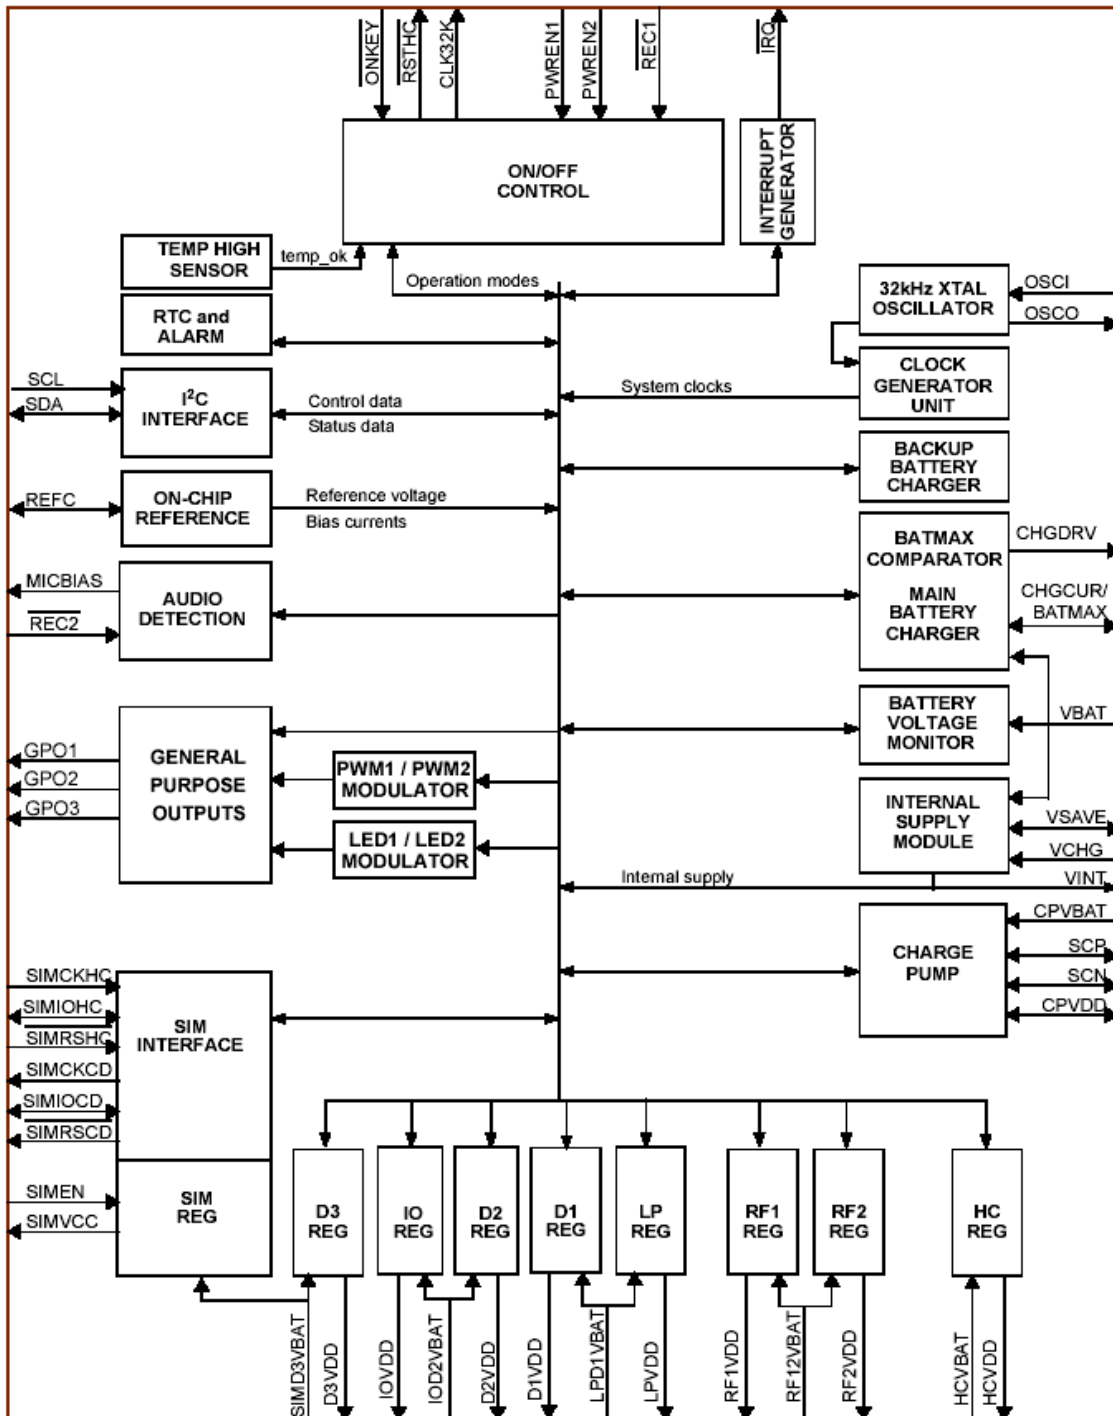 ONKEY
RSTHC
CLK32K
PWREN1
PWREN2
REC1
IRQ
ON/OFF
CONTROL
INTERRUPT
GENERATOR
TEMP HIGH
SENSOR
temp_ok
Operation modes
RTC and
ALARM
32kHz XTAL
OSCILLATOR
OSCI
OSCO
SCL
SDA
I²C
INTERFACE
Control data
Status data
System clocks
CLOCK
GENERATOR
UNIT
BACKUP
BATTERY
CHARGER
REFC
ON-CHIP
REFERENCE
Reference voltage
Bias currents
BATMAX
COMPARATOR
MAIN
BATTERY
CHARGER
CHGDRV
CHGCUR/
BATMAX
MICBIAS
REC2
AUDIO
DETECTION
BATTERY
VOLTAGE
MONITOR
VBAT
GPO1
GPO2
GPO3
GENERAL
PURPOSE
OUTPUTS
PWM1 / PWM2
MODULATOR
LED1 / LED2
MODULATOR
INTERNAL
SUPPLY
MODULE
VSAVE
VCHG
Internal supply
VINT
CHARGE
PUMP
CPVBAT
SCP
SCN
CPVDD
SIMCKHC
SIMIOHC
SIMRSHC
SIMCKCD
SIMIOCD
SIMRSCD
SIM
INTERFACE
SIMEN
SIMVCC
SIM
REG
D3
REG
IO
REG
D2
REG
D1
REG
LP
REG
RF1
REG
RF2
REG
HC
REG
SIMD3VBAT
D3VDD
IOVDD
IOD2VBAT
D2VDD
D1VDD
LPD1VBAT
LPVDD
RF1VDD
RF12VBAT
RF2VDD
HCVBAT
HCVDD